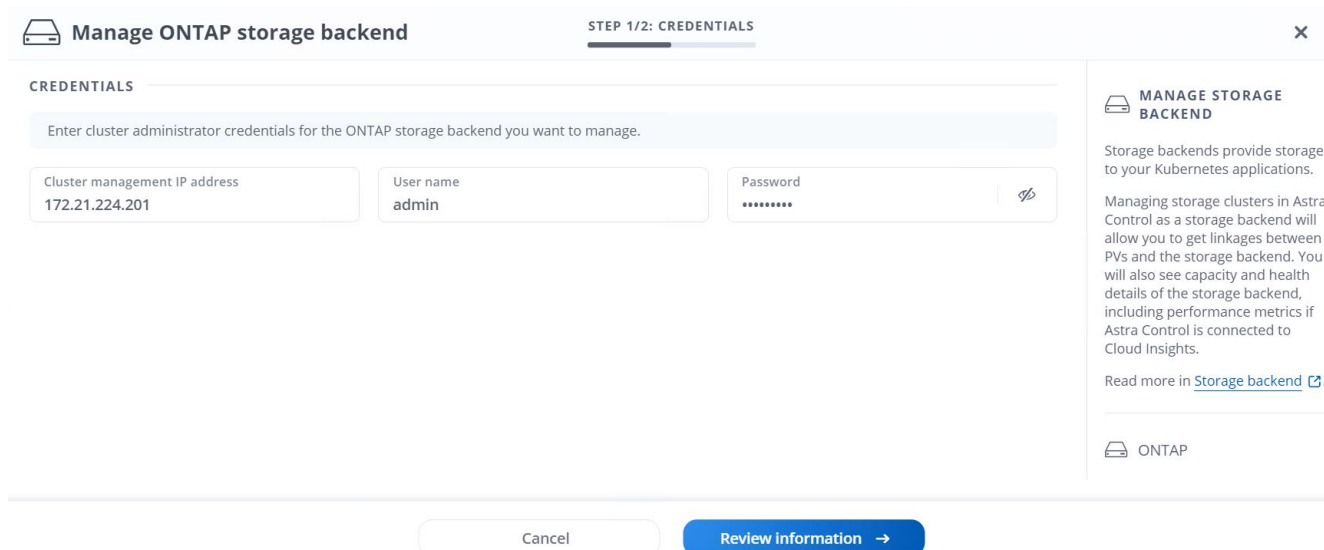 Manage ONTAP storage backend
STEP 1/2: CREDENTIALS
CREDENTIALS
Enter cluster administrator credentials for the ONTAP storage backend you want to manage.
Cluster management IP address
172.21.224.201
User name
admin
Password
•••••••••
MANAGE STORAGE
BACKEND
Storage backends provide storage
to your Kubernetes applications.
Managing storage clusters in Astra
Control as a storage backend will
allow you to get linkages between
PVs and the storage backend. You
will also see capacity and health
details of the storage backend,
including performance metrics if
Astra Control is connected to
Cloud Insights.
Read more in Storage backend
ONTAP
Cancel
Review information →